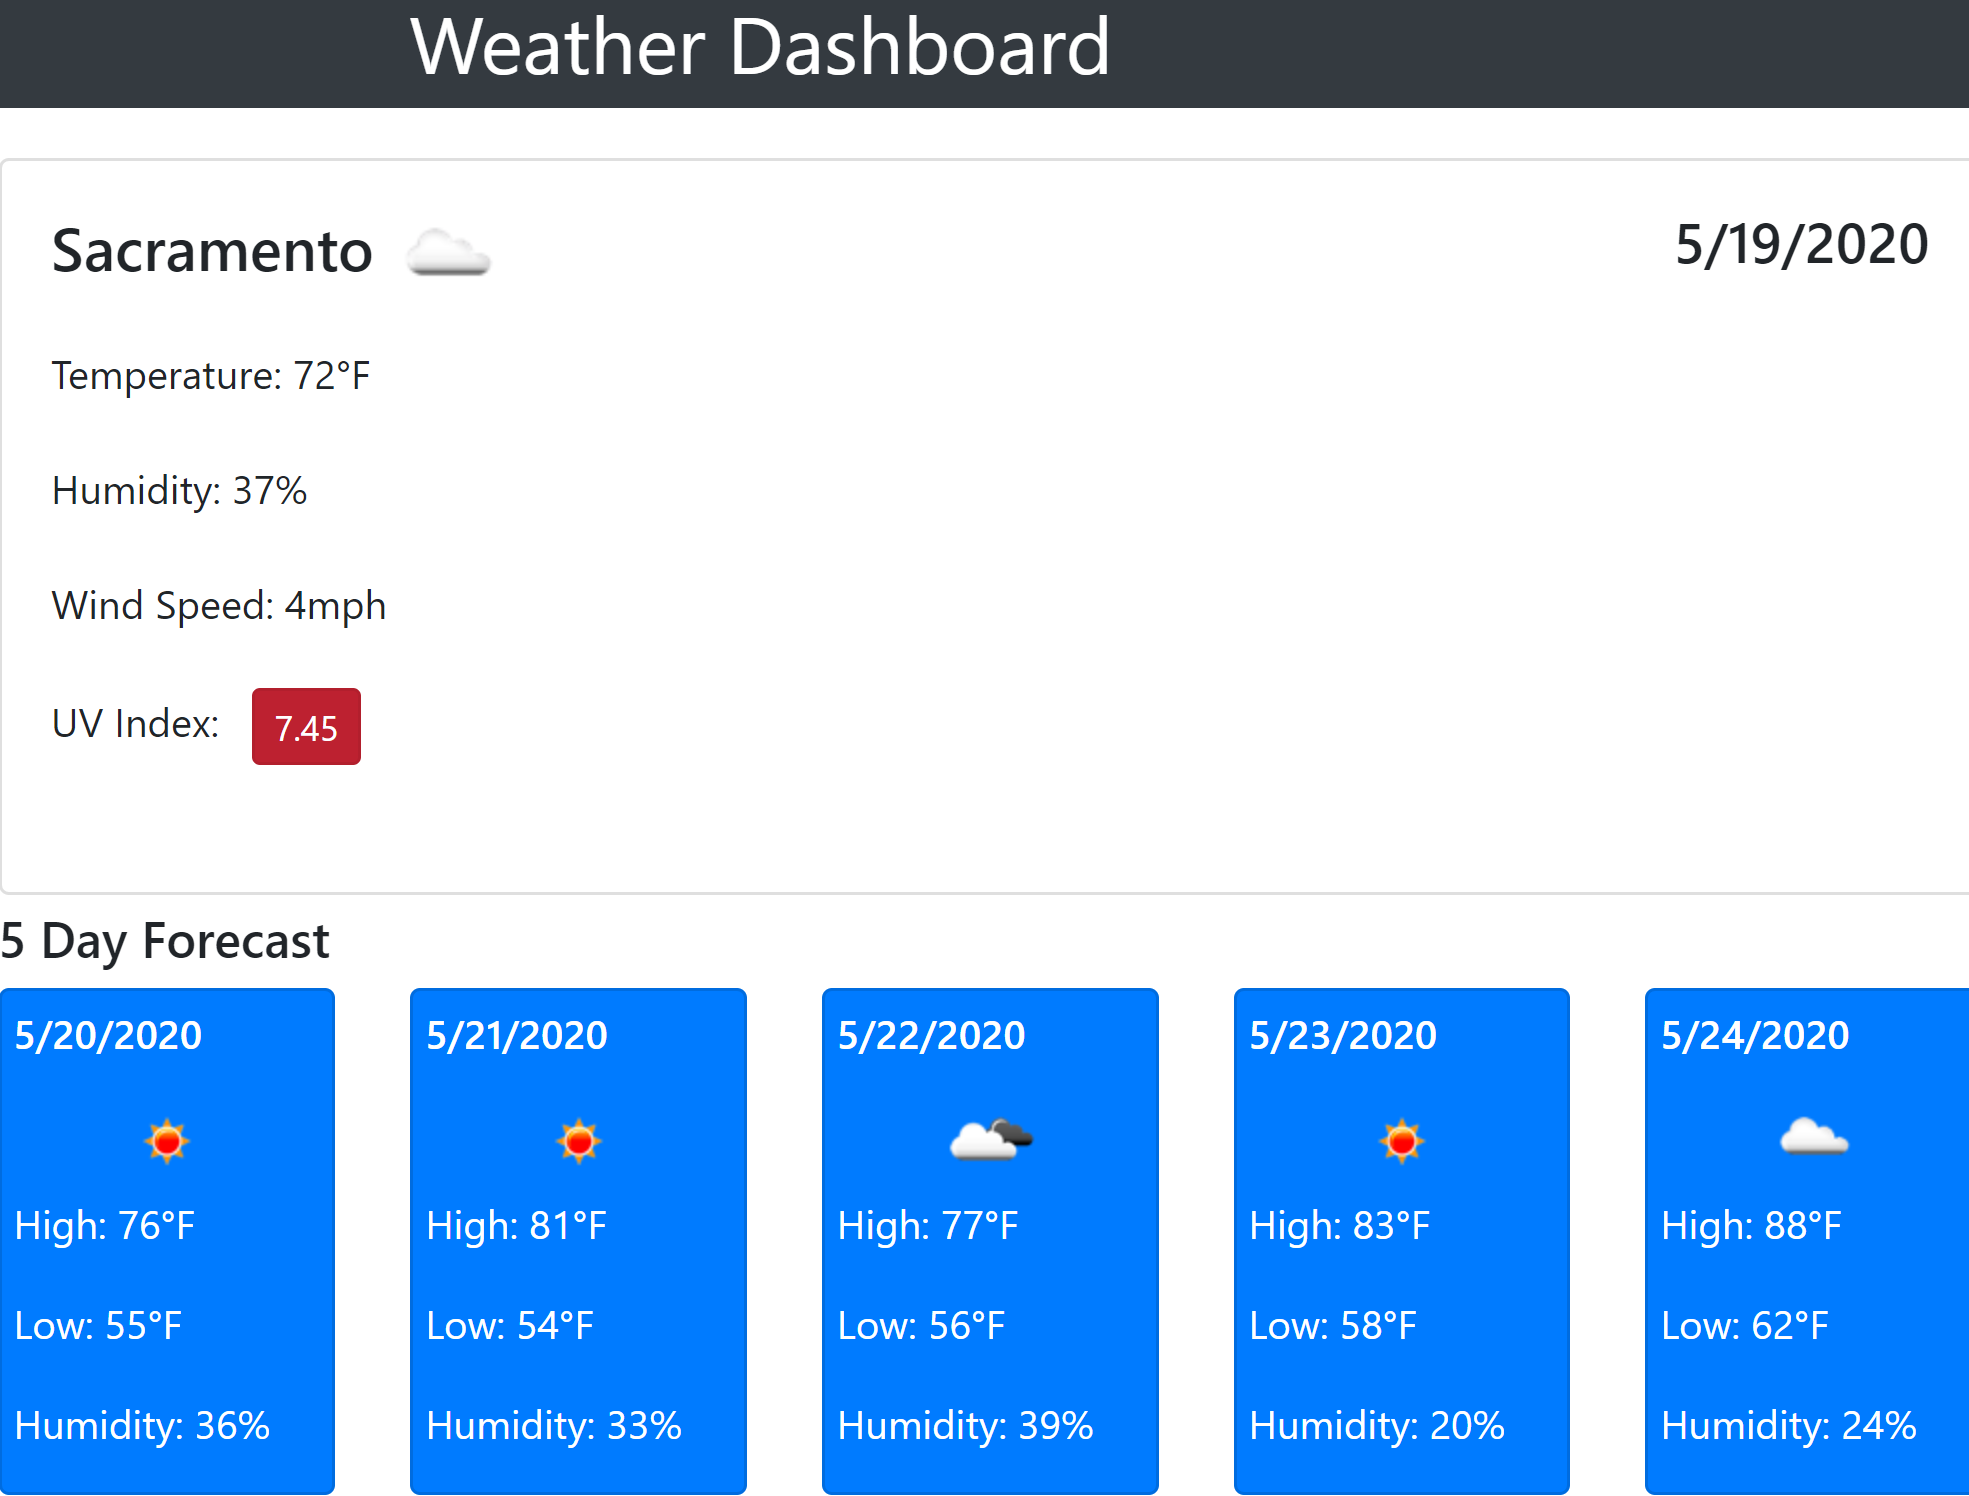 Weather Dashboard
Sacramento
5/19/2020
Temperature: 72°F
Humidity: 37%
Wind Speed: 4mph
UV Index: 7.45
5 Day Forecast
5/20/2020
High: 76°F
Low: 55°F
Humidity: 36%
5/21/2020
High: 81°F
Low: 54°F
Humidity: 33%
5/22/2020
High: 77°F
Low: 56°F
Humidity: 39%
5/23/2020
High: 83°F
Low: 58°F
Humidity: 20%
5/24/2020
High: 88°F
Low: 62°F
Humidity: 24%